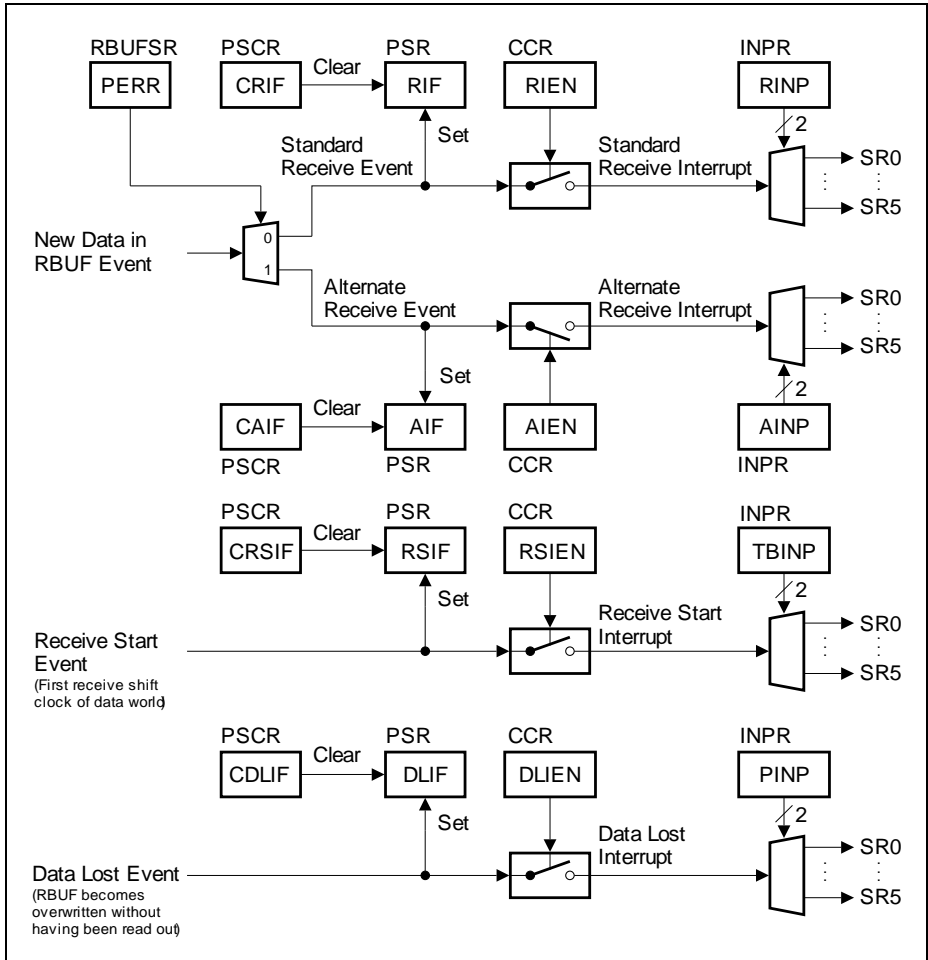 RBUFSR PSCR PSR CCR INPR
PERR CRIF Clear RIF RIEN RINP
Set 2
Standard
Receive Event
Standard
Receive Interrupt
SR0
SR5
New Data in
RBUF Event
0
1
Alternate
Receive Event
Alternate
Receive Interrupt
SR0
SR5
Set 2
CAIF Clear AIF AIEN AINP
PSCR PSR CCR INPR
PSCR PSR CCR INPR
CRSIF Clear RSIF RSIEN TBINP
Set 2
Receive Start
Interrupt
SR0
SR5
Receive Start
Event
(First receive shift
clock of data world)
PSCR PSR CCR INPR
CDLIF Clear DLIF DLIEN PINP
Set 2
Data Lost
Interrupt
SR0
SR5
Data Lost Event
(RBUF becomes
overwritten without
having been read out)